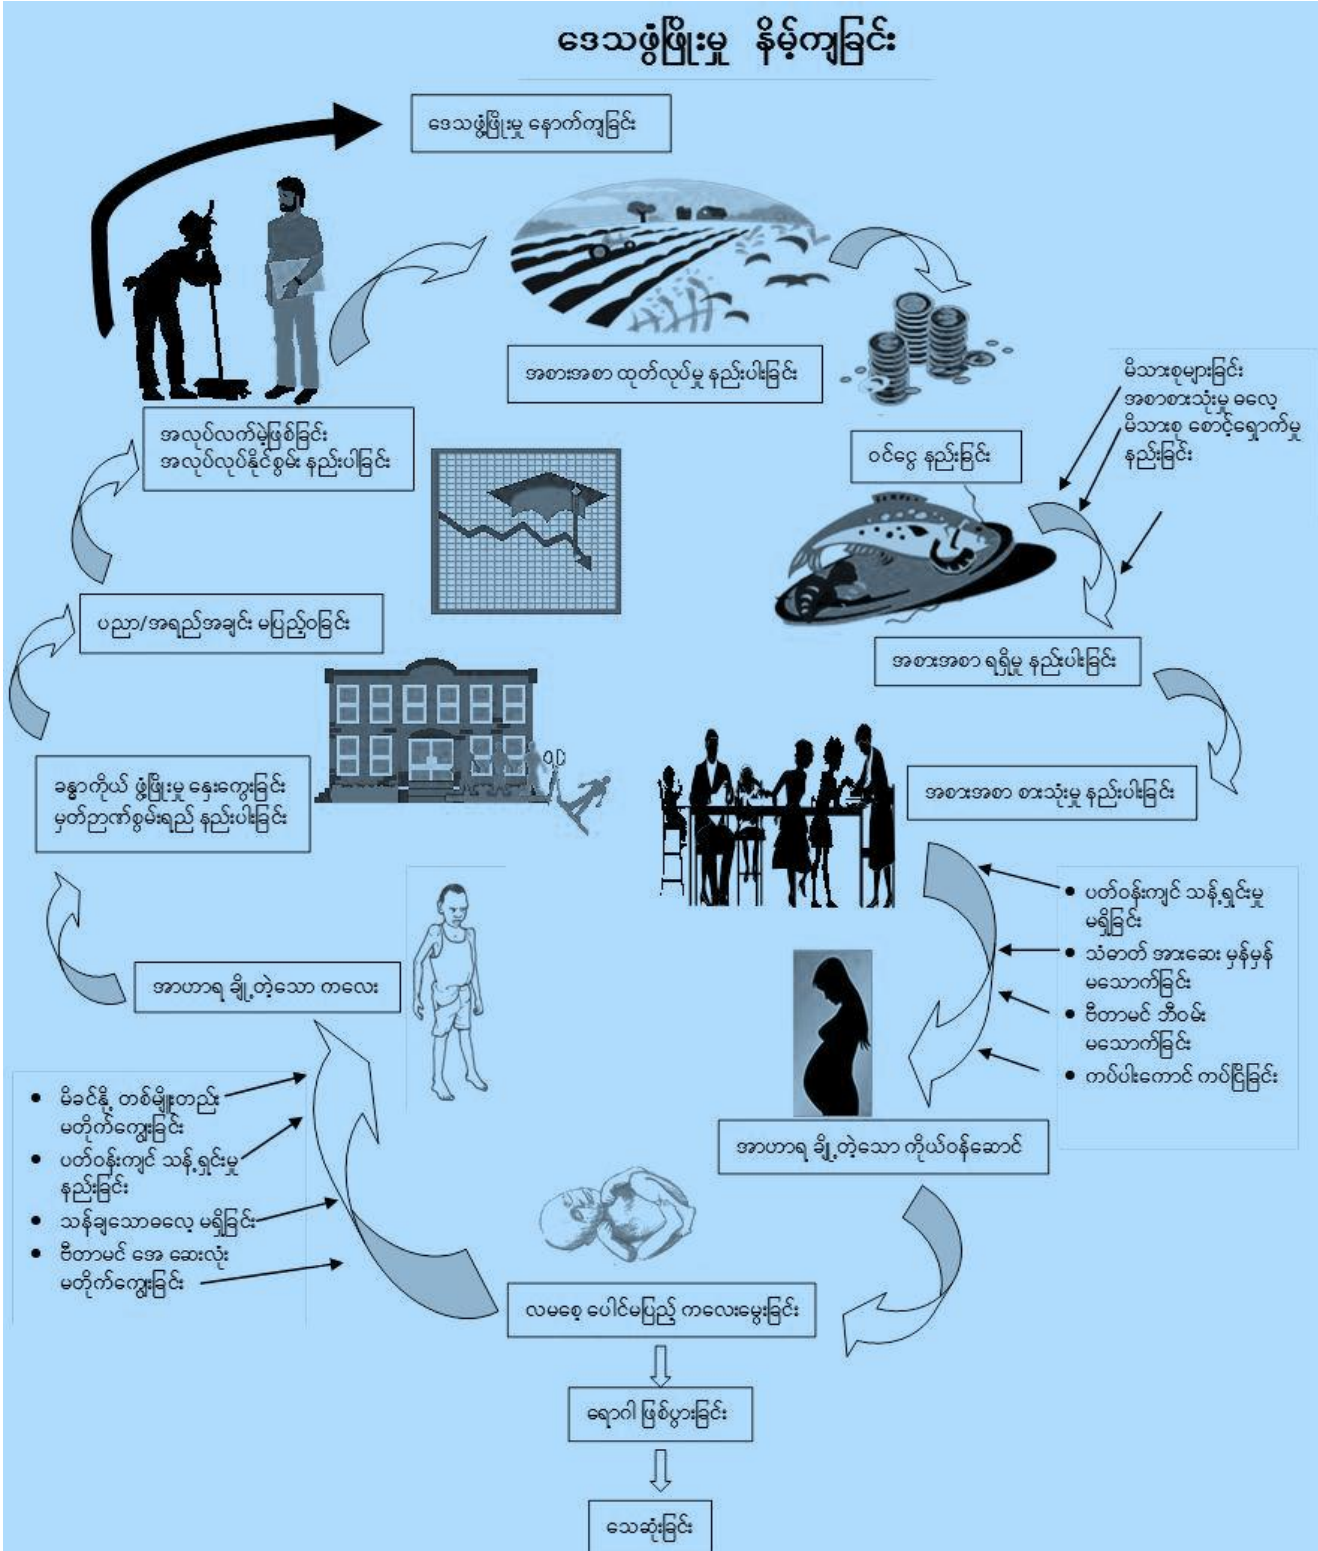 ဒေသဖွံ့ဖြိုးမှု နိမ့်ကျခြင်း
ဒေသဖွံ့ဖြိုးမှု နောက်ကျခြင်း
အစားအစာ ထုတ်လုပ်မှု နည်းပါးခြင်း
ဝင်ငွေ နည်းခြင်း
မိသားစုများခြင်း
အစာစားသုံးမှု ဓလေ့
မိသားစု စောင့်ရှောက်မှု
နည်းခြင်း
အစားအစာ ရရှိမှု နည်းပါးခြင်း
အစားအစာ စားသုံးမှု နည်းပါးခြင်း
• ပတ်ဝန်းကျင် သန့်ရှင်းမှု
မရှိခြင်း
• သံဓာတ် အားဆေး မှန်မှန်
မသောက်ခြင်း
• ဗီတာမင် ဘီဝမ်း
မသောက်ခြင်း
• ကပ်ပါးကောင် ကပ်ငြိခြင်း
အာဟာရ ချို့တဲ့သော ကိုယ်ဝန်ဆောင်
လမစေ့ ပေါင်မပြည့် ကလေးမွေးခြင်း
ရောဂါ ဖြစ်ပွားခြင်း
သေဆုံးခြင်း
• မိခင်နို့ တစ်မျိုးတည်း
မတိုက်ကျွေးခြင်း
• ပတ်ဝန်းကျင် သန့်ရှင်းမှု
နည်းခြင်း
• သန်ချသောဓလေ့ မရှိခြင်း
• ဗီတာမင် အေ ဆေးလုံး
မတိုက်ကျွေးခြင်း
အာဟာရ ချို့တဲ့သော ကလေး
ခန္ဓာကိုယ် ဖွံ့ဖြိုးမှု နှေးကွေးခြင်း
မှတ်ဉာဏ်စွမ်းရည် နည်းပါးခြင်း
ပညာ/အရည်အချင်း မပြည့်ဝခြင်း
အလုပ်လက်မဲ့ဖြစ်ခြင်း
အလုပ်လုပ်နိုင်စွမ်း နည်းပါခြင်း